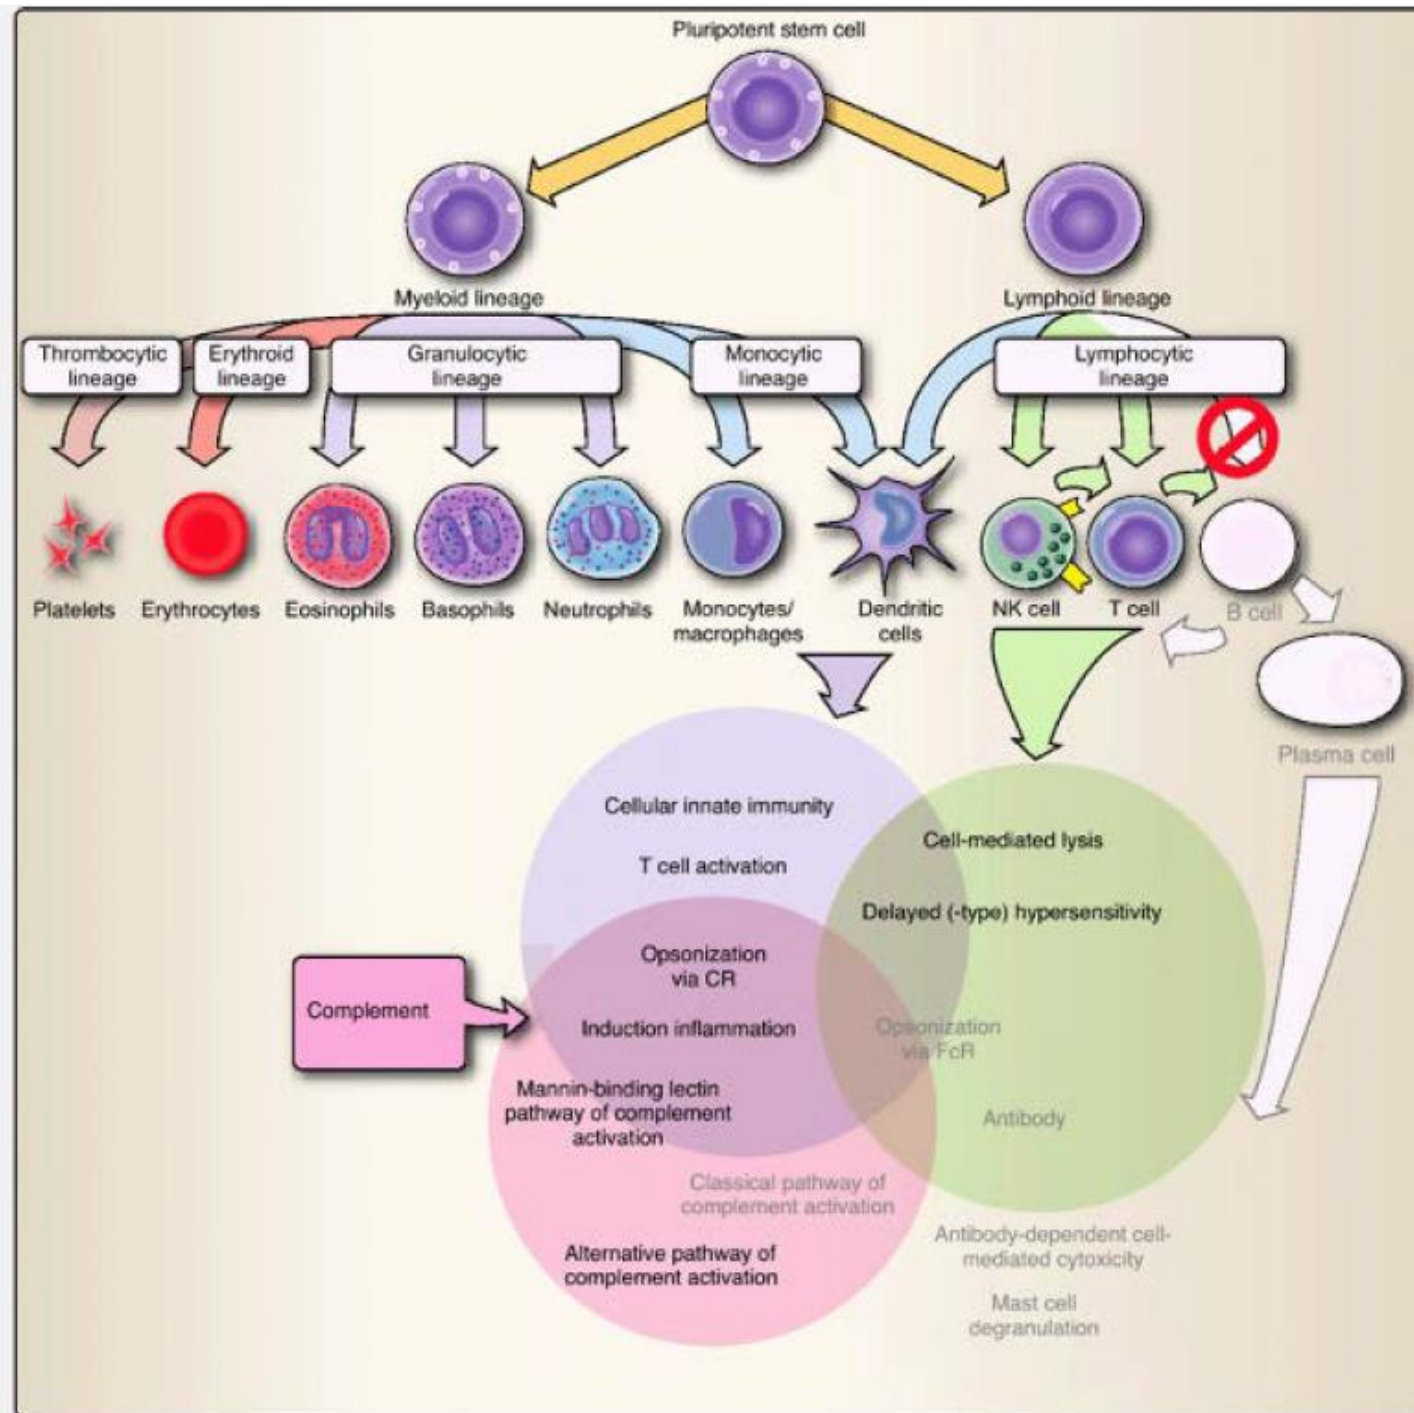 Pluripotent stem cell
Myeloid lineage
Lymphoid lineage
Thrombocytic
lineage
Erythroid
lineage
Granulocytic
lineage
Monocytic
lineage
Lymphocytic
lineage
Platelets
Erythrocytes
Eosinophils
Basophils
Neutrophils
Monocytes/
macrophages
Dendritic
cells
NK cell
T cell
B cell
Plasma cell
Cellular innate immunity
T cell activation
Cell-mediated lysis
Delayed (-type) hypersensitivity
Opsonization
via CR
Complement
Induction inflammation
Opsonization
via FcR
Mannin-binding lectin
pathway of complement
activation
Antibody
Classical pathway of
complement activation
Alternative pathway of
complement activation
Antibody-dependent cell-
mediated cytoxicity
Mast cell
degranulation